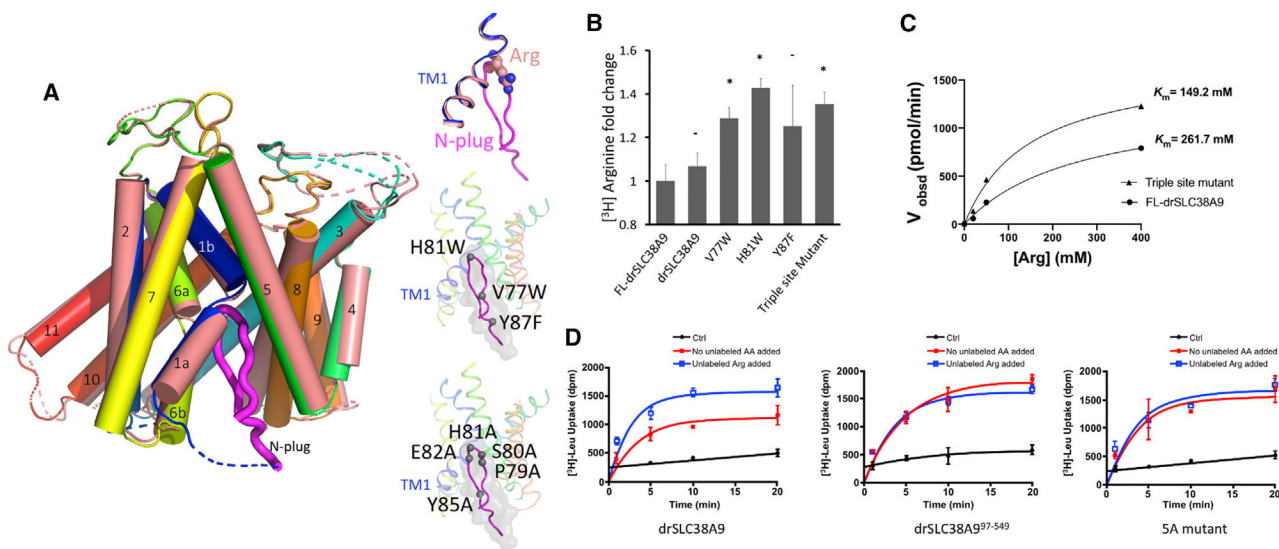 A
2
7
1b
5
3
6a
8
9
4
11
10
1a
6b
N-plug
Arg
TM1
N-plug
H81W
V77W
TM1
Y87F
H81A
E82A
S80A
P79A
TM1
Y85A
B
[³H] Arginine fold change
1.6
1.4
1.2
1
0.8
- - * * - *
FL-drSLC38A9
drSLC38A9
V77W
H81W
Y87F
Triple site Mutant
C
V obsd (pmol/min)
1500
1000
500
0
0 100 200 300 400
[Arg] (mM)
Km= 149.2 mM
Km= 261.7 mM
Triple site mutant
FL-drSLC38A9
D
Ctrl
No unlabeled AA added
Unlabeled Arg added
[³H]-Leu Uptake (dpm)
2000
1500
1000
500
0
0 5 10 15 20
Time (min)
drSLC38A9
Ctrl
No unlabeled AA added
Unlabeled Arg added
[³H]-Leu Uptake (dpm)
2000
1500
1000
500
0
0 5 10 15 20
Time (min)
drSLC38A9⁹⁷⁻⁵⁴⁹
Ctrl
No unlabeled AA added
Unlabeled Arg added
[³H]-Leu Uptake (dpm)
2000
1500
1000
500
0
0 5 10 15 20
Time (min)
5A mutant